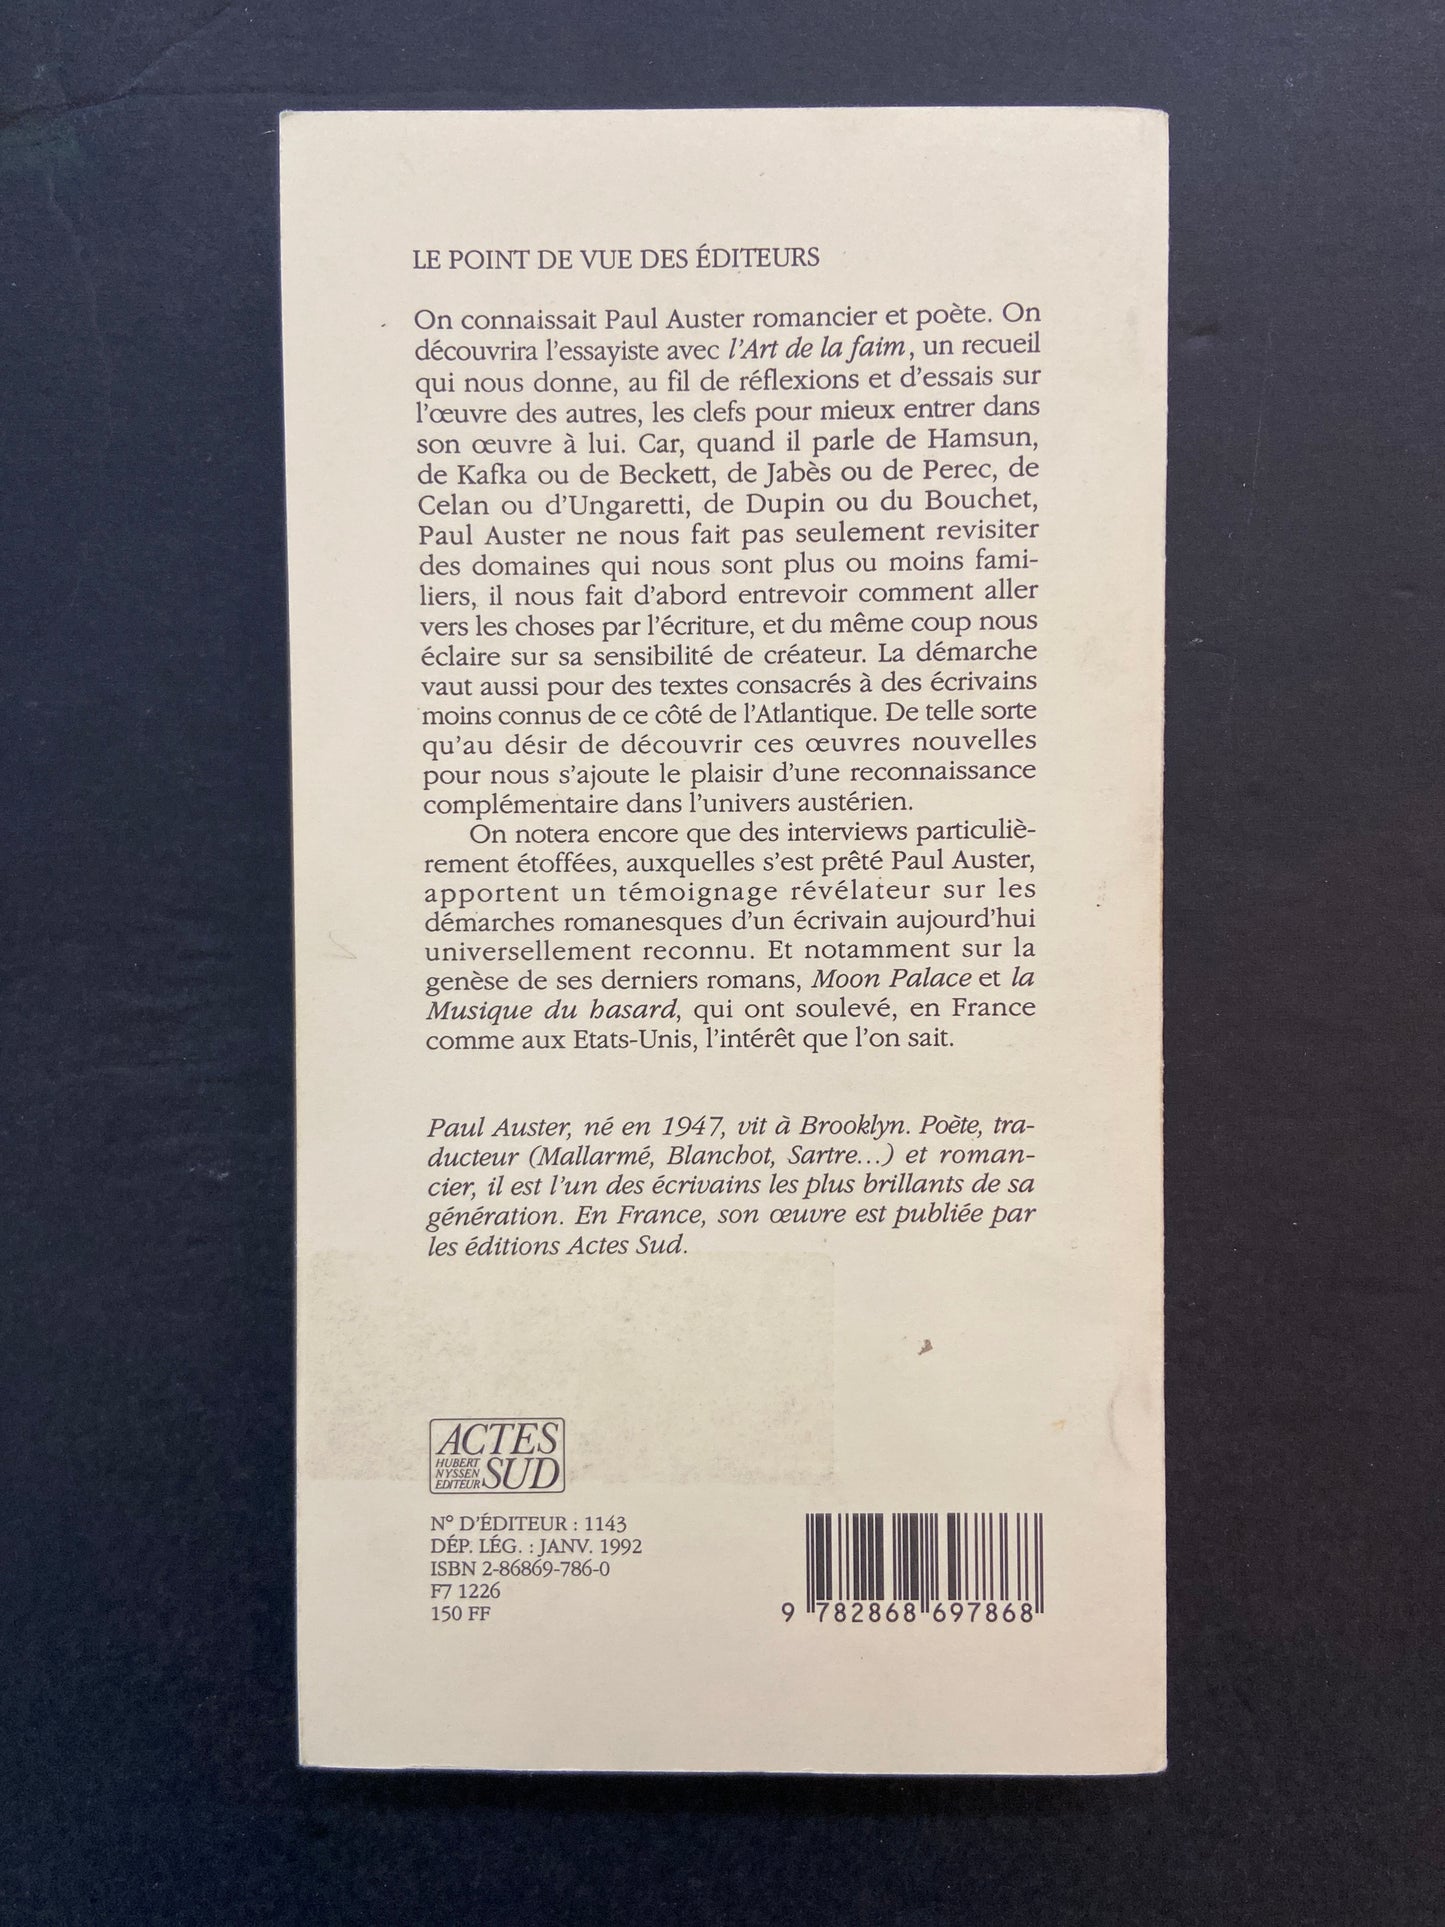 LE POINT DE VUE DES ÉDITEURS
On connaissait Paul Auster romancier et poète. On
découvrira l'essayiste avec l'Art de la faim, un recueil
qui nous donne, au fil de réflexions et d'essais sur
l'œuvre des autres, les clefs pour mieux entrer dans
son œuvre à lui. Car, quand il parle de Hamsun,
de Kafka ou de Beckett, de Jabès ou de Perec, de
Celan ou d'Ungaretti, de Dupin ou du Bouchet,
Paul Auster ne nous fait pas seulement revisiter
des domaines qui nous sont plus ou moins fami-
liers, il nous fait d'abord entrevoir comment aller
vers les choses par l'écriture, et du même coup nous
éclaire sur sa sensibilité de créateur. La démarche
vaut aussi pour des textes consacrés à des écrivains
moins connus de ce côté de l'Atlantique. De telle sorte
qu'au désir de découvrir ces œuvres nouvelles
pour nous s'ajoute le plaisir d'une reconnaissance
complémentaire dans l'univers austérien.
On notera encore que des interviews particuliè-
rement étoffées, auxquelles s'est prêté Paul Auster,
apportent un témoignage révélateur sur les
démarches romanesques d'un écrivain aujourd'hui
universellement reconnu. Et notamment sur la
genèse de ses derniers romans, Moon Palace et la
Musique du hasard, qui ont soulevé, en France
comme aux Etats-Unis, l'intérêt que l'on sait.
Paul Auster, né en 1947, vit à Brooklyn. Poète, tra-
ducteur (Mallarmé, Blanchot, Sartre...) et roman-
cier, il est l'un des écrivains les plus brillants de sa
génération. En France, son œuvre est publiée par
les éditions Actes Sud.
ACTES
HUBERT
NYSSEN
EDITEUR SUD
N° D'ÉDITEUR : 1143
DÉP. LÉG. : JANV. 1992
ISBN 2-86869-786-0
F7 1226
150 FF
9 782868 697868